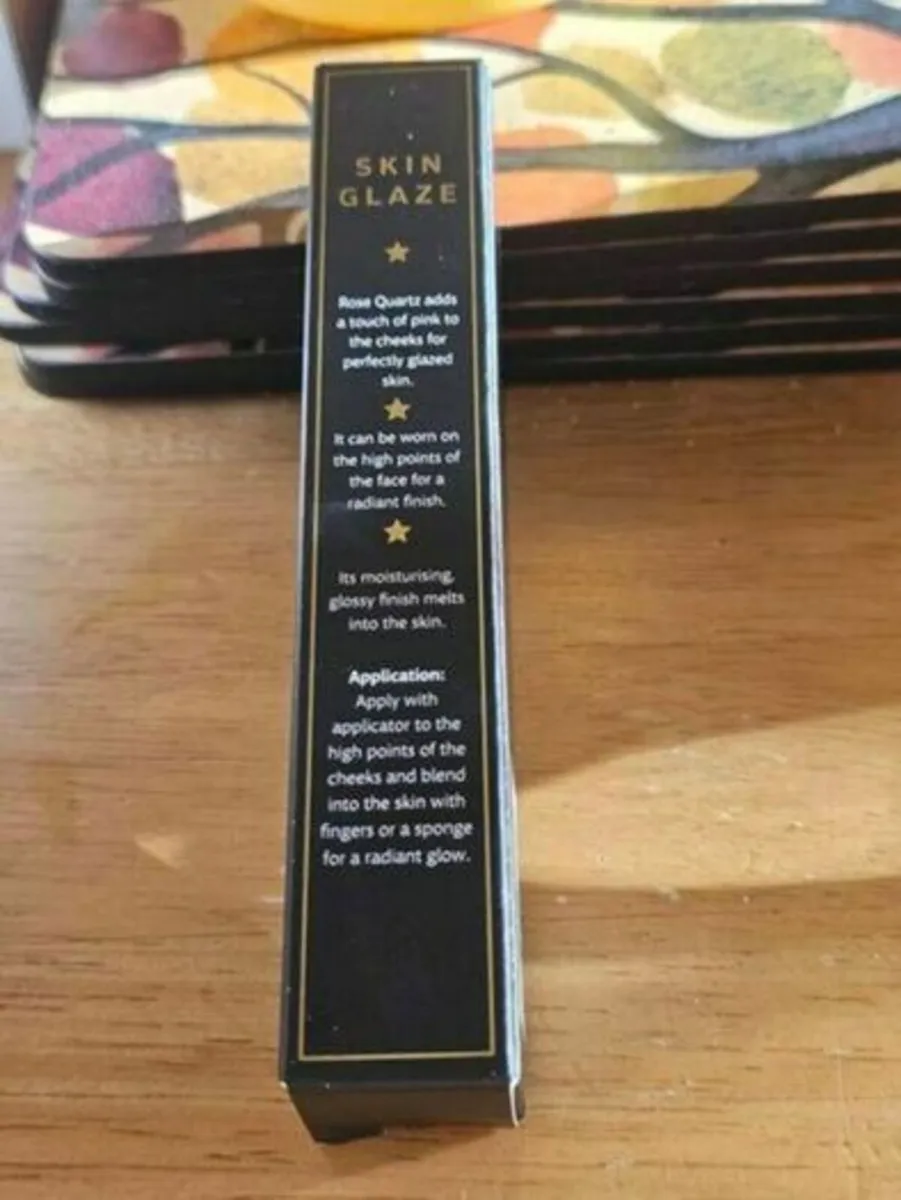 SKIN
GLAZE
Rose Quartz adds
a touch of pink to
the cheeks for
perfectly glazed
skin.
It can be worn on
the high points of
the face for a
radiant finish.
Its moisturising,
glossy finish melts
into the skin.
Application:
Apply with
applicator to the
high points of the
cheeks and blend
into the skin with
fingers or a sponge
for a radiant glow.